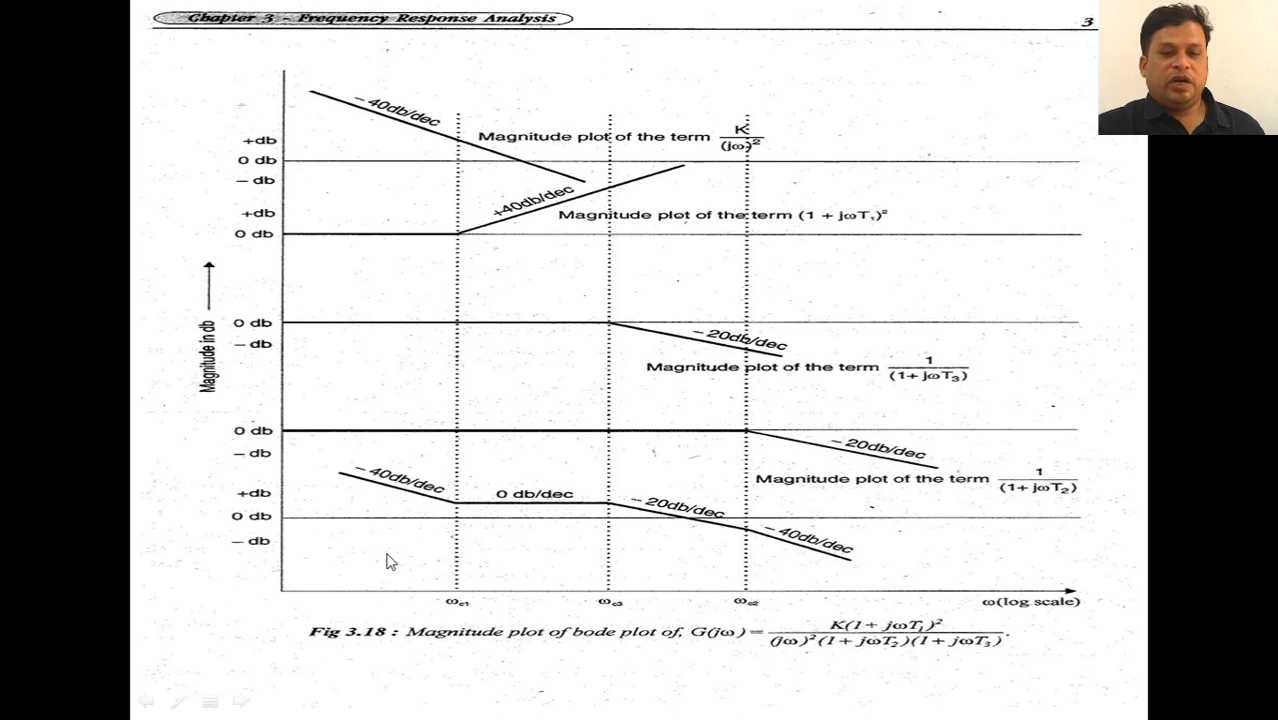 Chapter 3 - Frequency Response Analysis
3
- 40db/dec
Magnitude plot of the term K/(jω)²
+db
0 db
- db
+40db/dec
Magnitude plot of the term (1 + jωT₁)²
+db
0 db
Magnitude in db
0 db
- db
- 20db/dec
Magnitude plot of the term 1/(1+ jωT₃)
0 db
- db
- 20db/dec
Magnitude plot of the term 1/(1+ jωT₂)
- 40db/dec
0 db/dec
- 20db/dec
- 40db/dec
+db
0 db
- db
ωc1
ωc3
ωc2
ω(log scale)
Fig 3.18 : Magnitude plot of bode plot of, G(jω) = K(1 + jωT₁)²/(jω)²(1 + jωT₂)(1 + jωT₃).